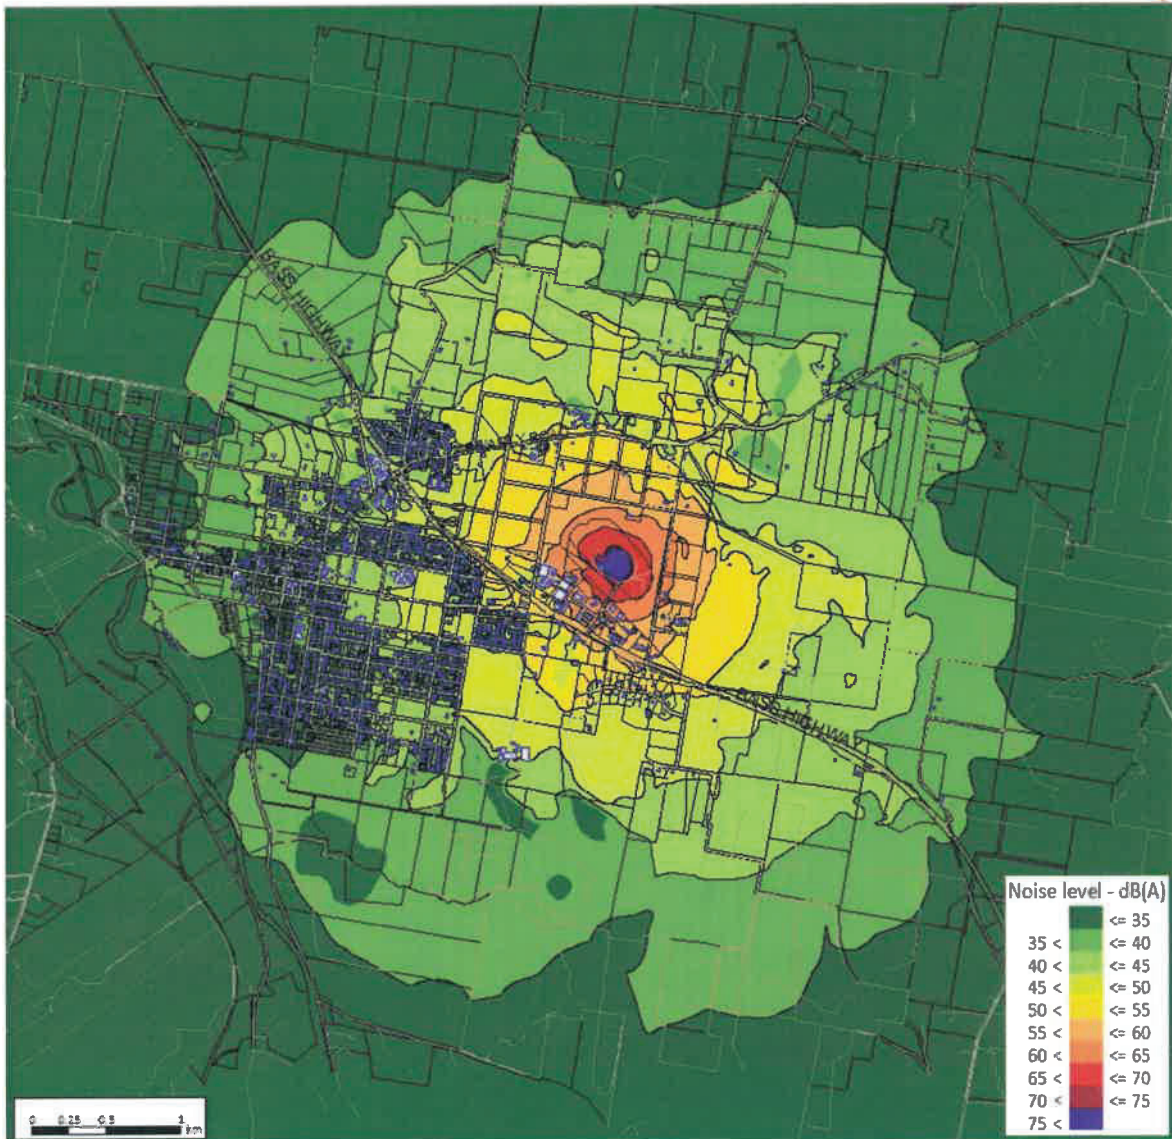 BASS HIGHWAY
BASS HIGHWAY
Noise level - dB(A)
<= 35
35 < <= 40
40 < <= 45
45 < <= 50
50 < <= 55
55 < <= 60
60 < <= 65
65 < <= 70
70 < <= 75
75 <
0 0.25 0.5 1
km